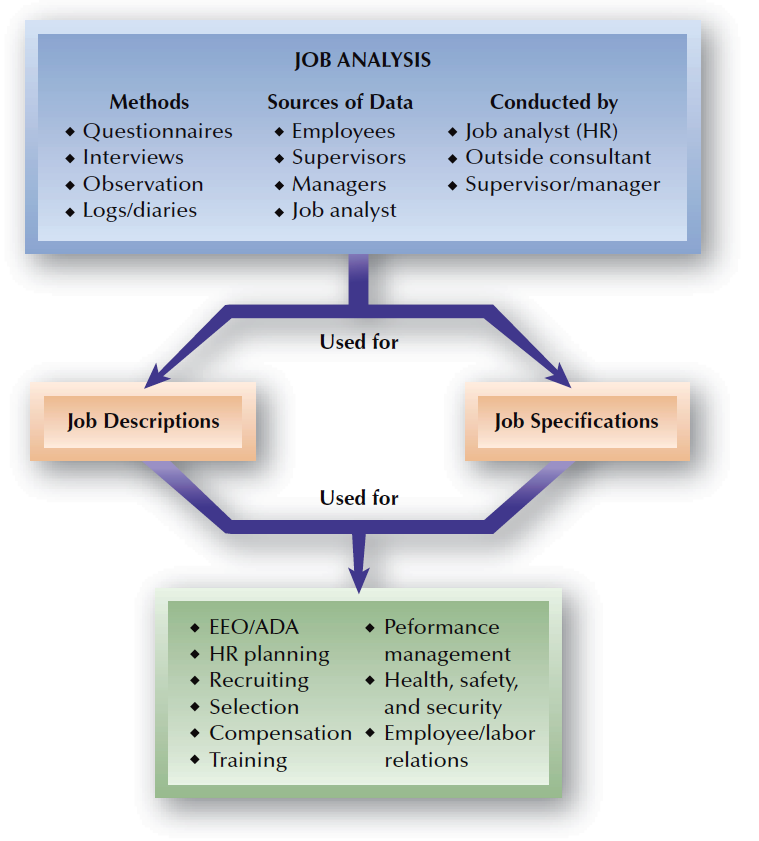 JOB ANALYSIS
Methods
◆ Questionnaires
◆ Interviews
◆ Observation
◆ Logs/diaries
Sources of Data
◆ Employees
◆ Supervisors
◆ Managers
◆ Job analyst
Conducted by
◆ Job analyst (HR)
◆ Outside consultant
◆ Supervisor/manager
Used for
Job Descriptions
Job Specifications
Used for
◆ EEO/ADA
◆ HR planning
◆ Recruiting
◆ Selection
◆ Compensation
◆ Training
◆ Peformance
management
◆ Health, safety,
and security
◆ Employee/labor
relations